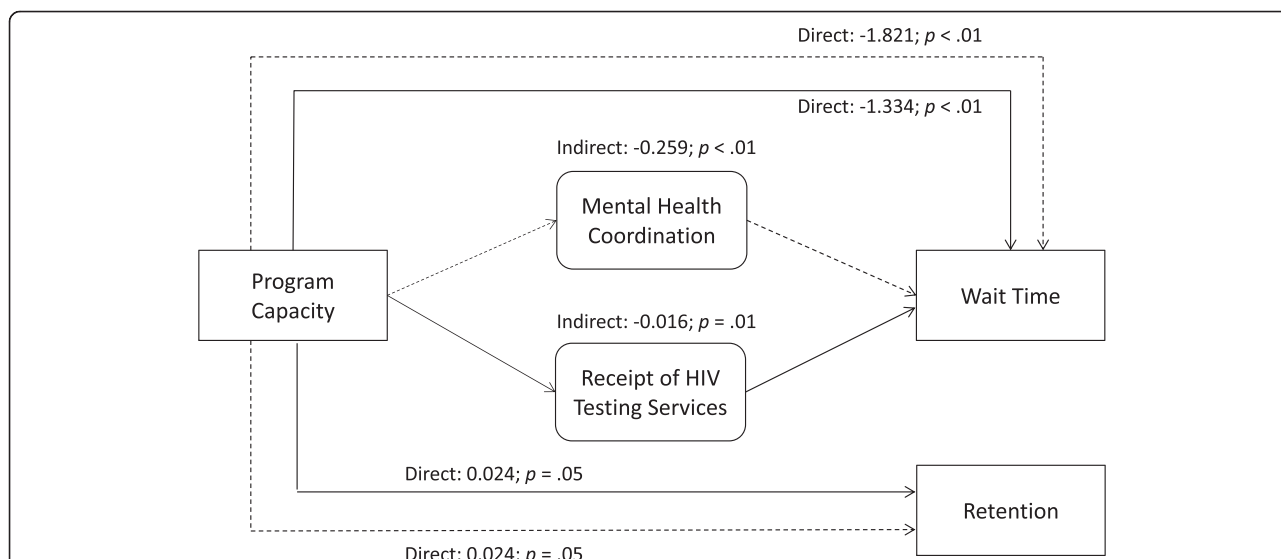 Direct: -1.821; p < .01
Direct: -1.334; p < .01
Indirect: -0.259; p < .01
Mental Health
Coordination
Program
Capacity
Wait Time
Indirect: -0.016; p = .01
Receipt of HIV
Testing Services
Direct: 0.024; p = .05
Retention
Direct: 0.024; p = .05